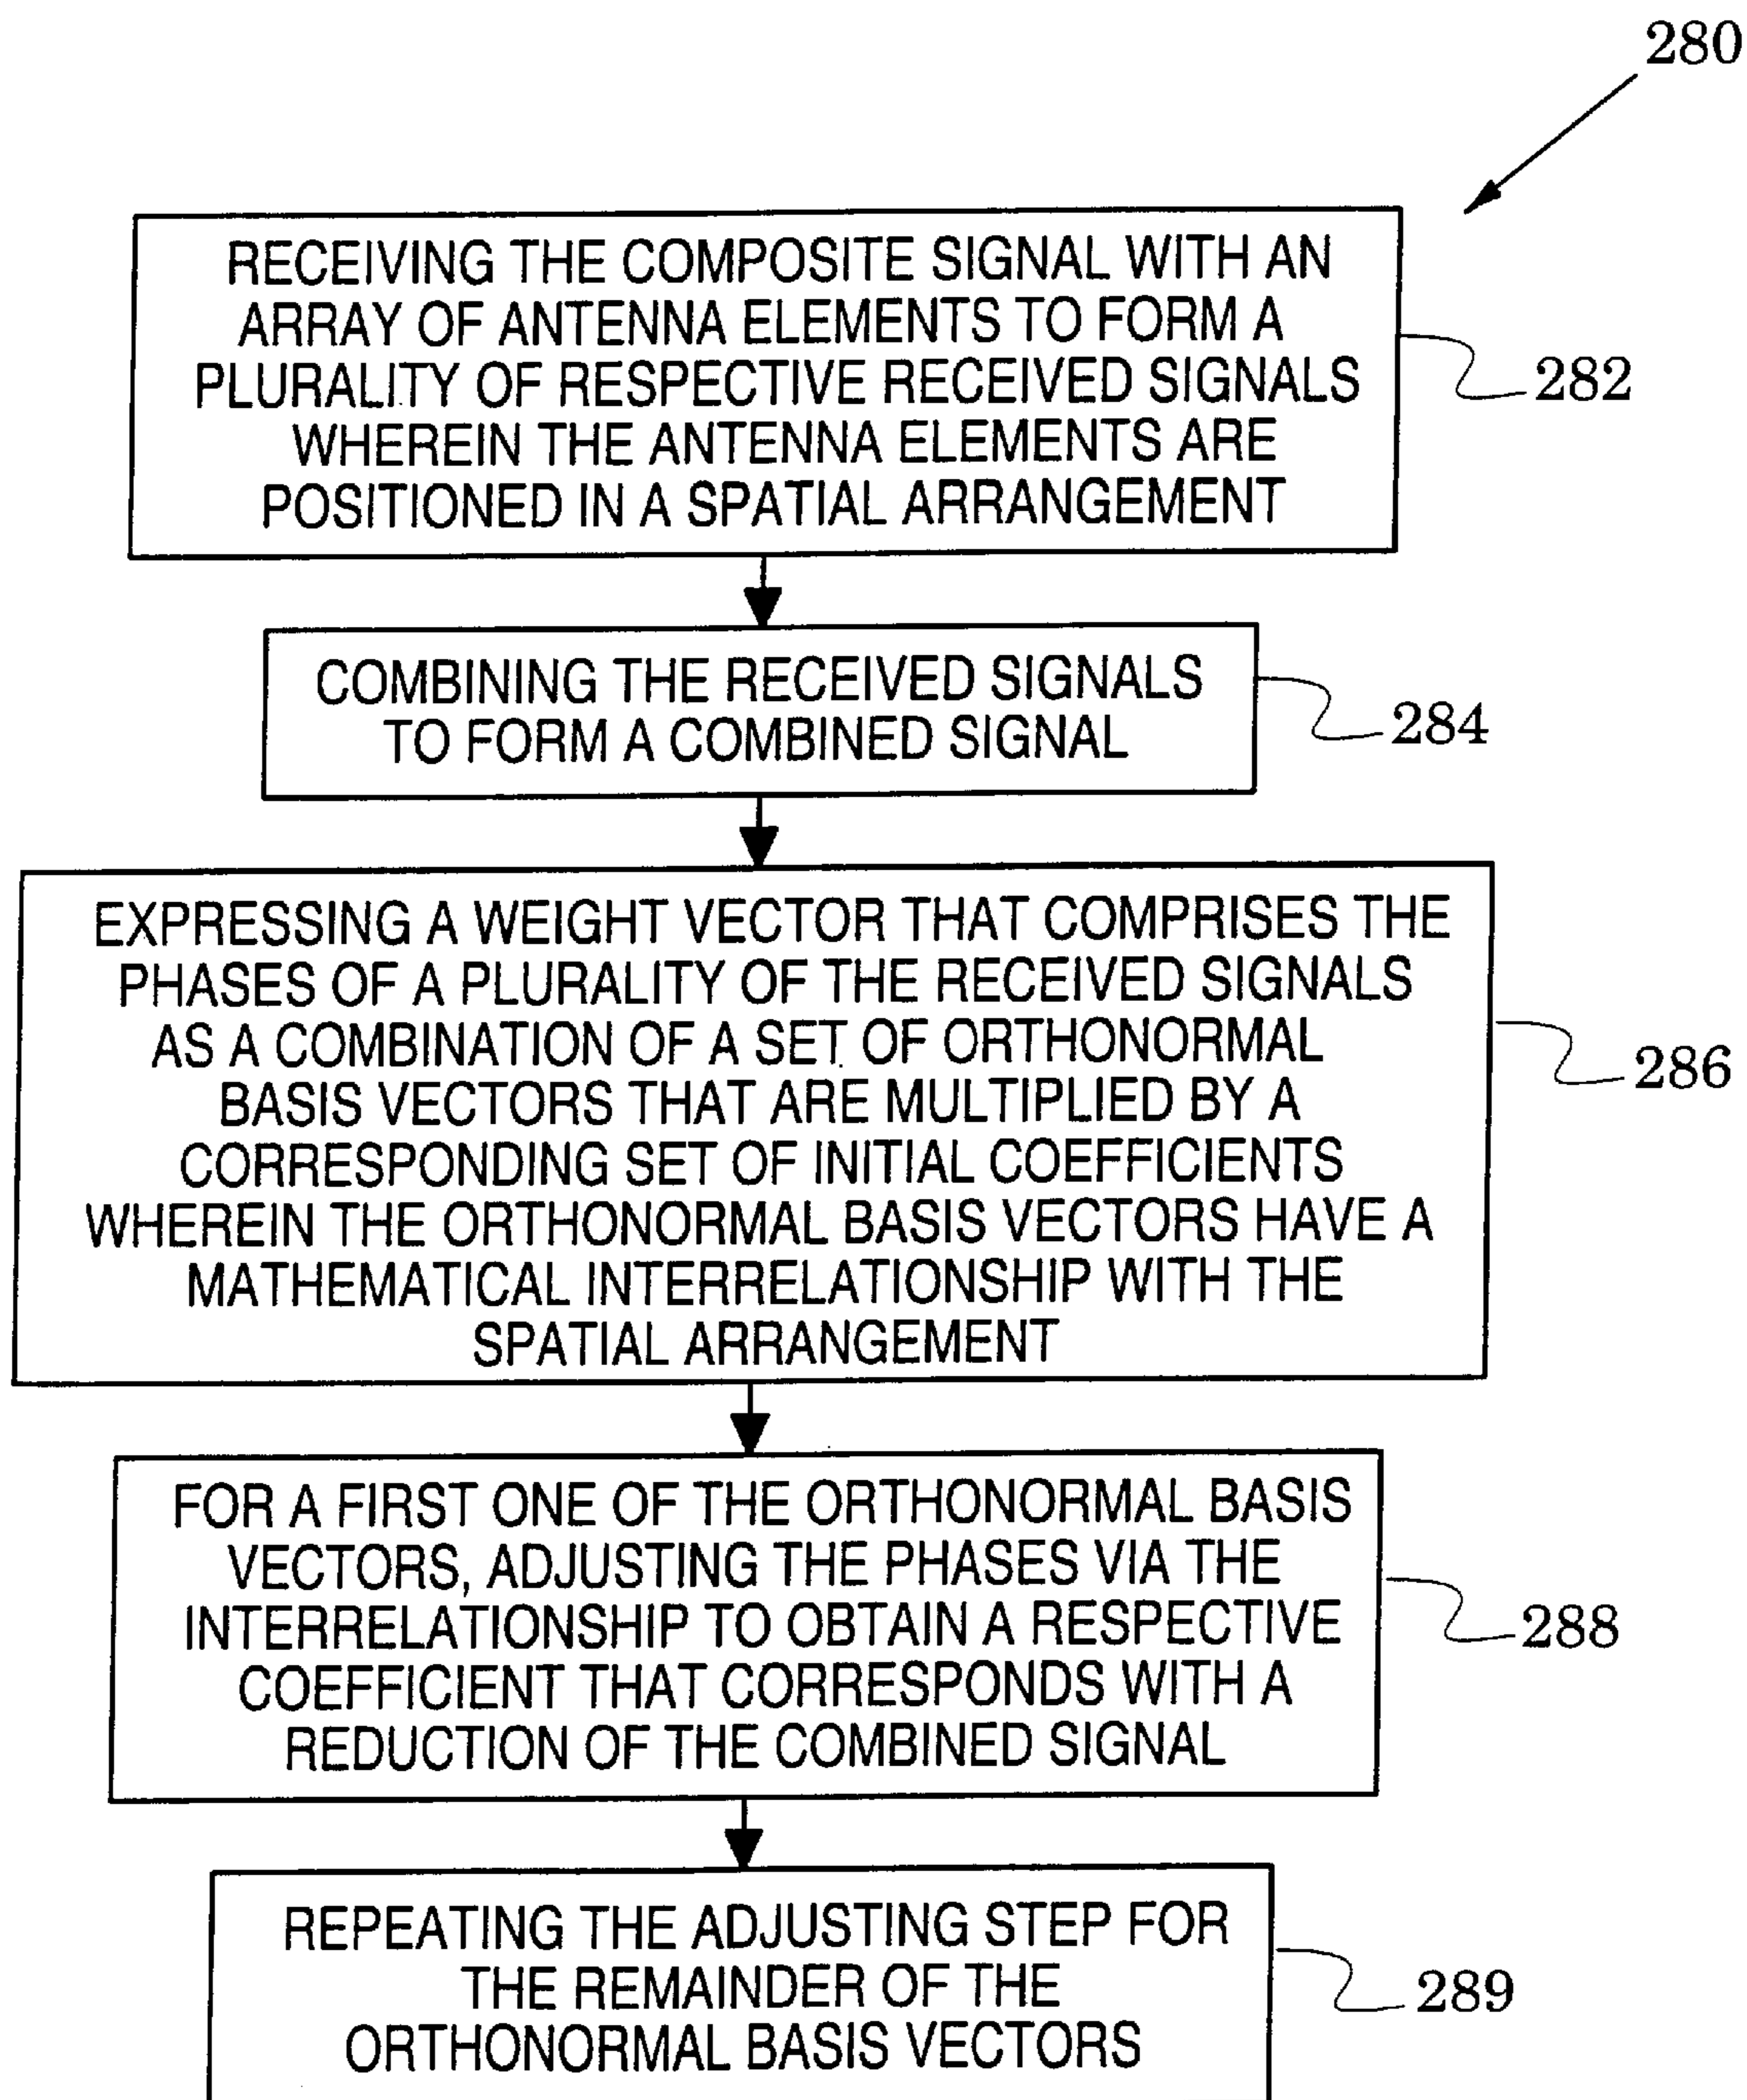 280
RECEIVING THE COMPOSITE SIGNAL WITH AN
ARRAY OF ANTENNA ELEMENTS TO FORM A
PLURALITY OF RESPECTIVE RECEIVED SIGNALS
WHEREIN THE ANTENNA ELEMENTS ARE
POSITIONED IN A SPATIAL ARRANGEMENT
282
COMBINING THE RECEIVED SIGNALS
TO FORM A COMBINED SIGNAL
284
EXPRESSING A WEIGHT VECTOR THAT COMPRISES THE
PHASES OF A PLURALITY OF THE RECEIVED SIGNALS
AS A COMBINATION OF A SET OF ORTHONORMAL
BASIS VECTORS THAT ARE MULTIPLIED BY A
CORRESPONDING SET OF INITIAL COEFFICIENTS
WHEREIN THE ORTHONORMAL BASIS VECTORS HAVE A
MATHEMATICAL INTERRELATIONSHIP WITH THE
SPATIAL ARRANGEMENT
286
FOR A FIRST ONE OF THE ORTHONORMAL BASIS
VECTORS, ADJUSTING THE PHASES VIA THE
INTERRELATIONSHIP TO OBTAIN A RESPECTIVE
COEFFICIENT THAT CORRESPONDS WITH A
REDUCTION OF THE COMBINED SIGNAL
288
REPEATING THE ADJUSTING STEP FOR
THE REMAINDER OF THE
ORTHONORMAL BASIS VECTORS
289